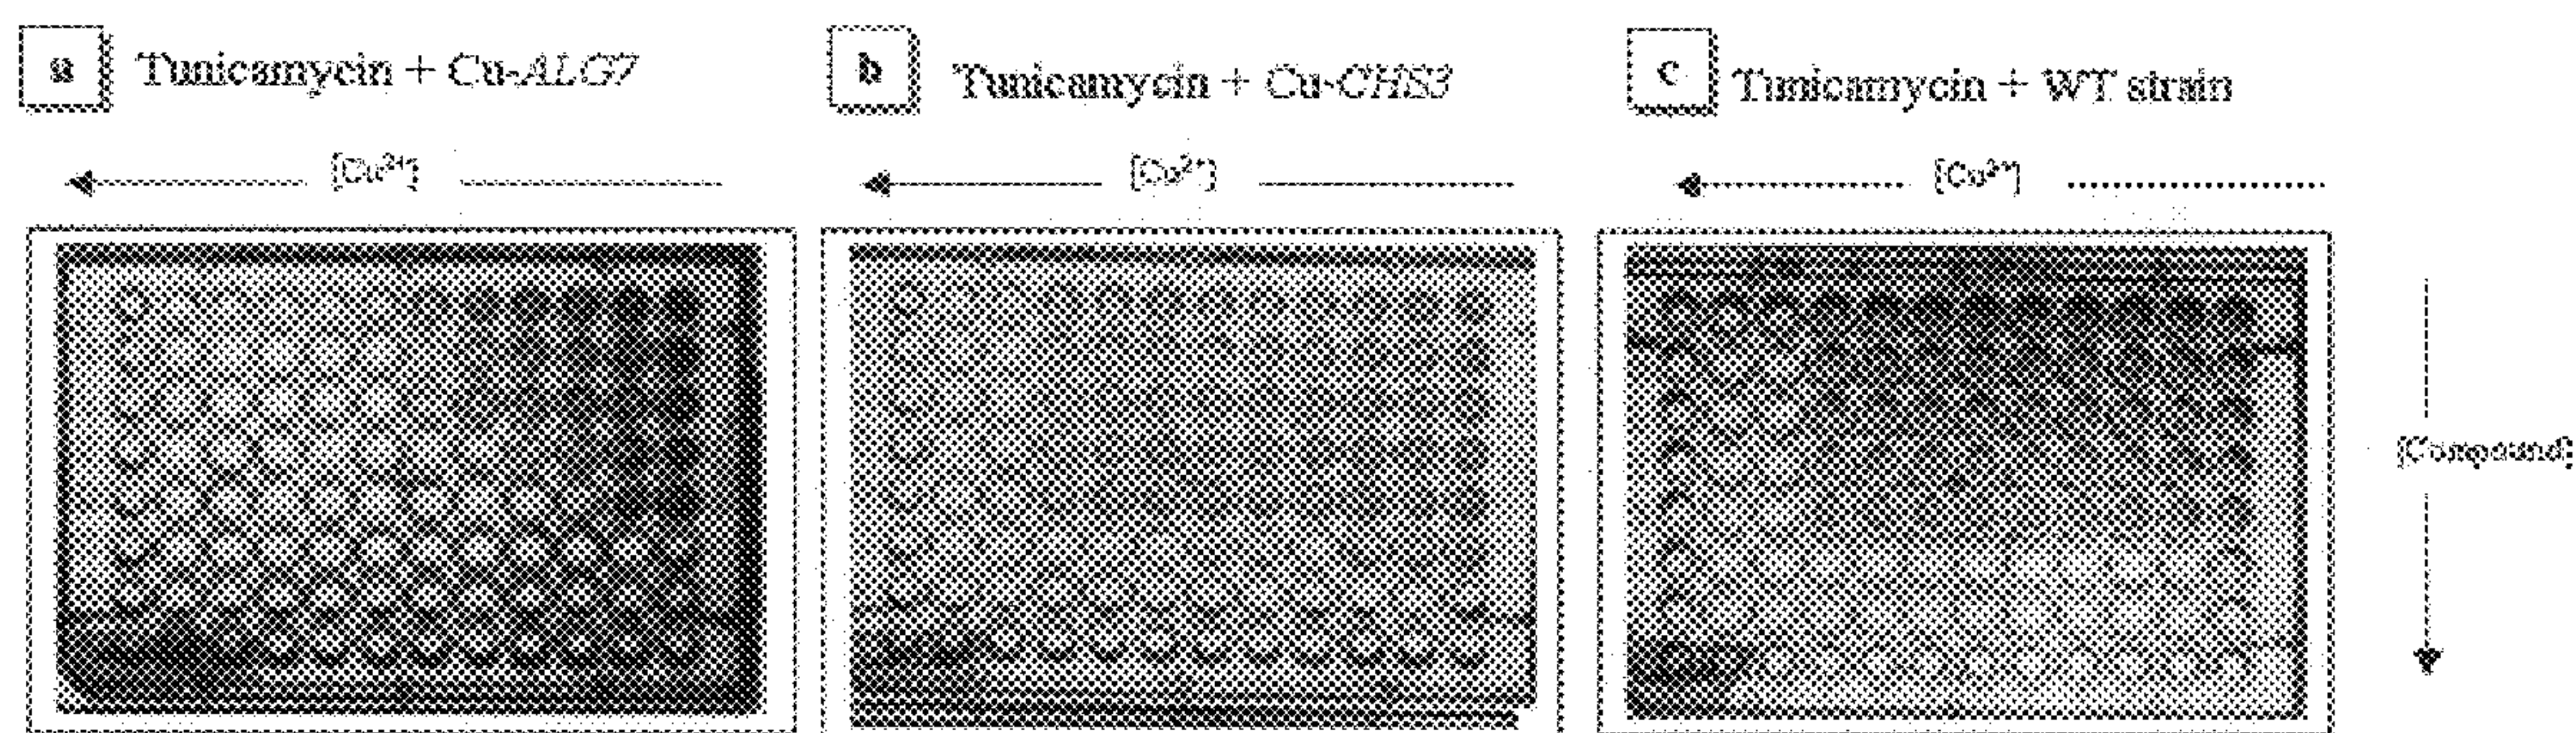 a Tunicamycin + Cu-ALG7
b Tunicamycin + Cu-CHS3
c Tunicamycin + WT strain
[Cu²⁺]
[Cu²⁺]
[Cu²⁺]
[Compound]